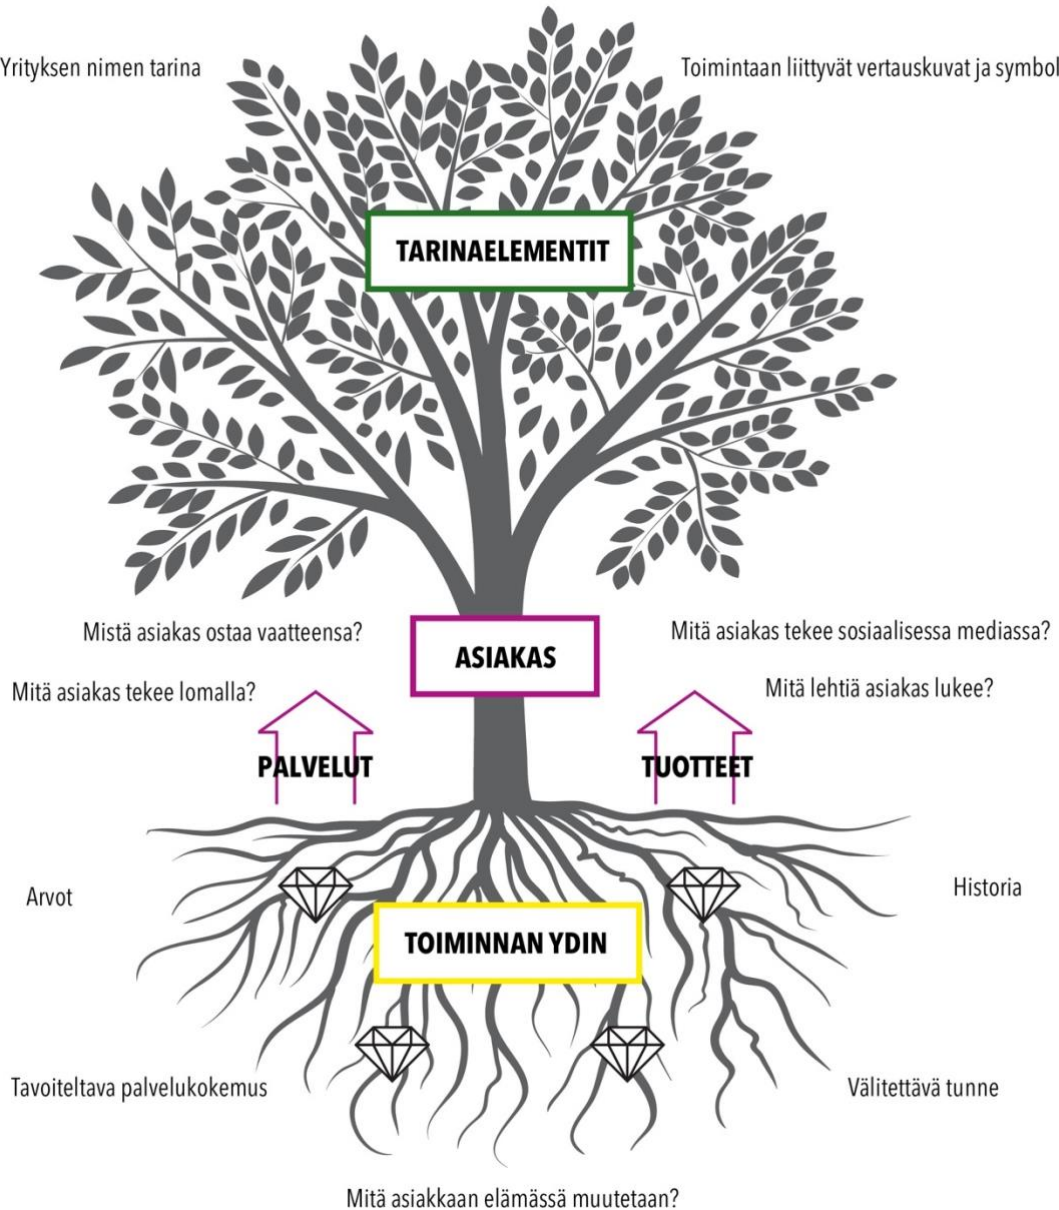 Yrityksen nimen tarina
Toimintaan liittyvät vertauskuvat ja symbol
TARINAELEMENTIT
Mistä asiakas ostaa vaatteensa?
Mitä asiakas tekee sosiaalisessa mediassa?
ASIAKAS
Mitä asiakas tekee lomalla?
Mitä lehtiä asiakas lukee?
PALVELUT
TUOTTEET
Arvot
Historia
TOIMINNAN YDIN
Tavoiteltava palvelukokemus
Välitettävä tunne
Mitä asiakkaan elämässä muutetaan?